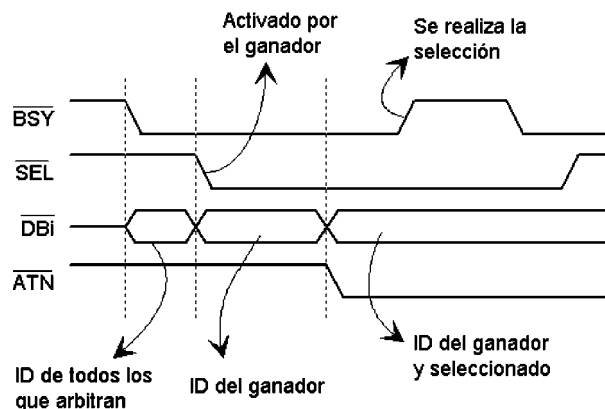 Activado por
el ganador
Se realiza la
selección
BSY
SEL
DBi
ATN
ID de todos los
que arbitran
ID del ganador
ID del ganador
y seleccionado